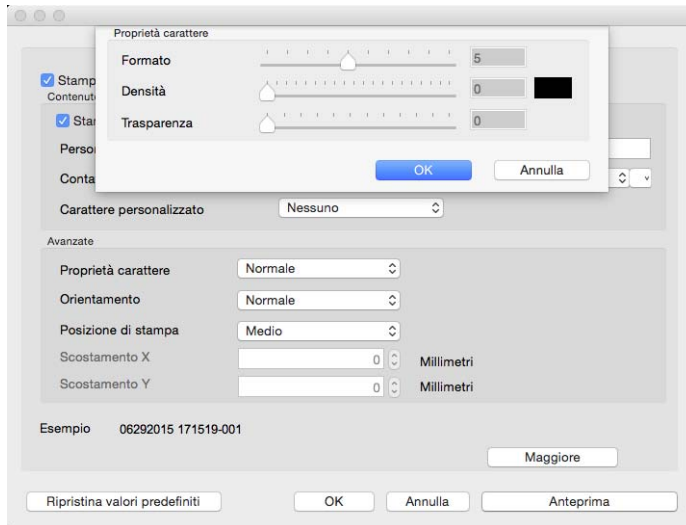 Proprietà carattere
Formato 5
Densità 0
Trasparenza 0
OK Annulla
Stamp
Contenuto
Star
Perso
Conta
Carattere personalizzato Nessuno
Avanzate
Proprietà carattere Normale
Orientamento Normale
Posizione di stampa Medio
Scostamento X 0 Millimetri
Scostamento Y 0 Millimetri
Esempio 06292015 171519-001
Maggiore
Ripristina valori predefiniti OK Annulla Anteprima